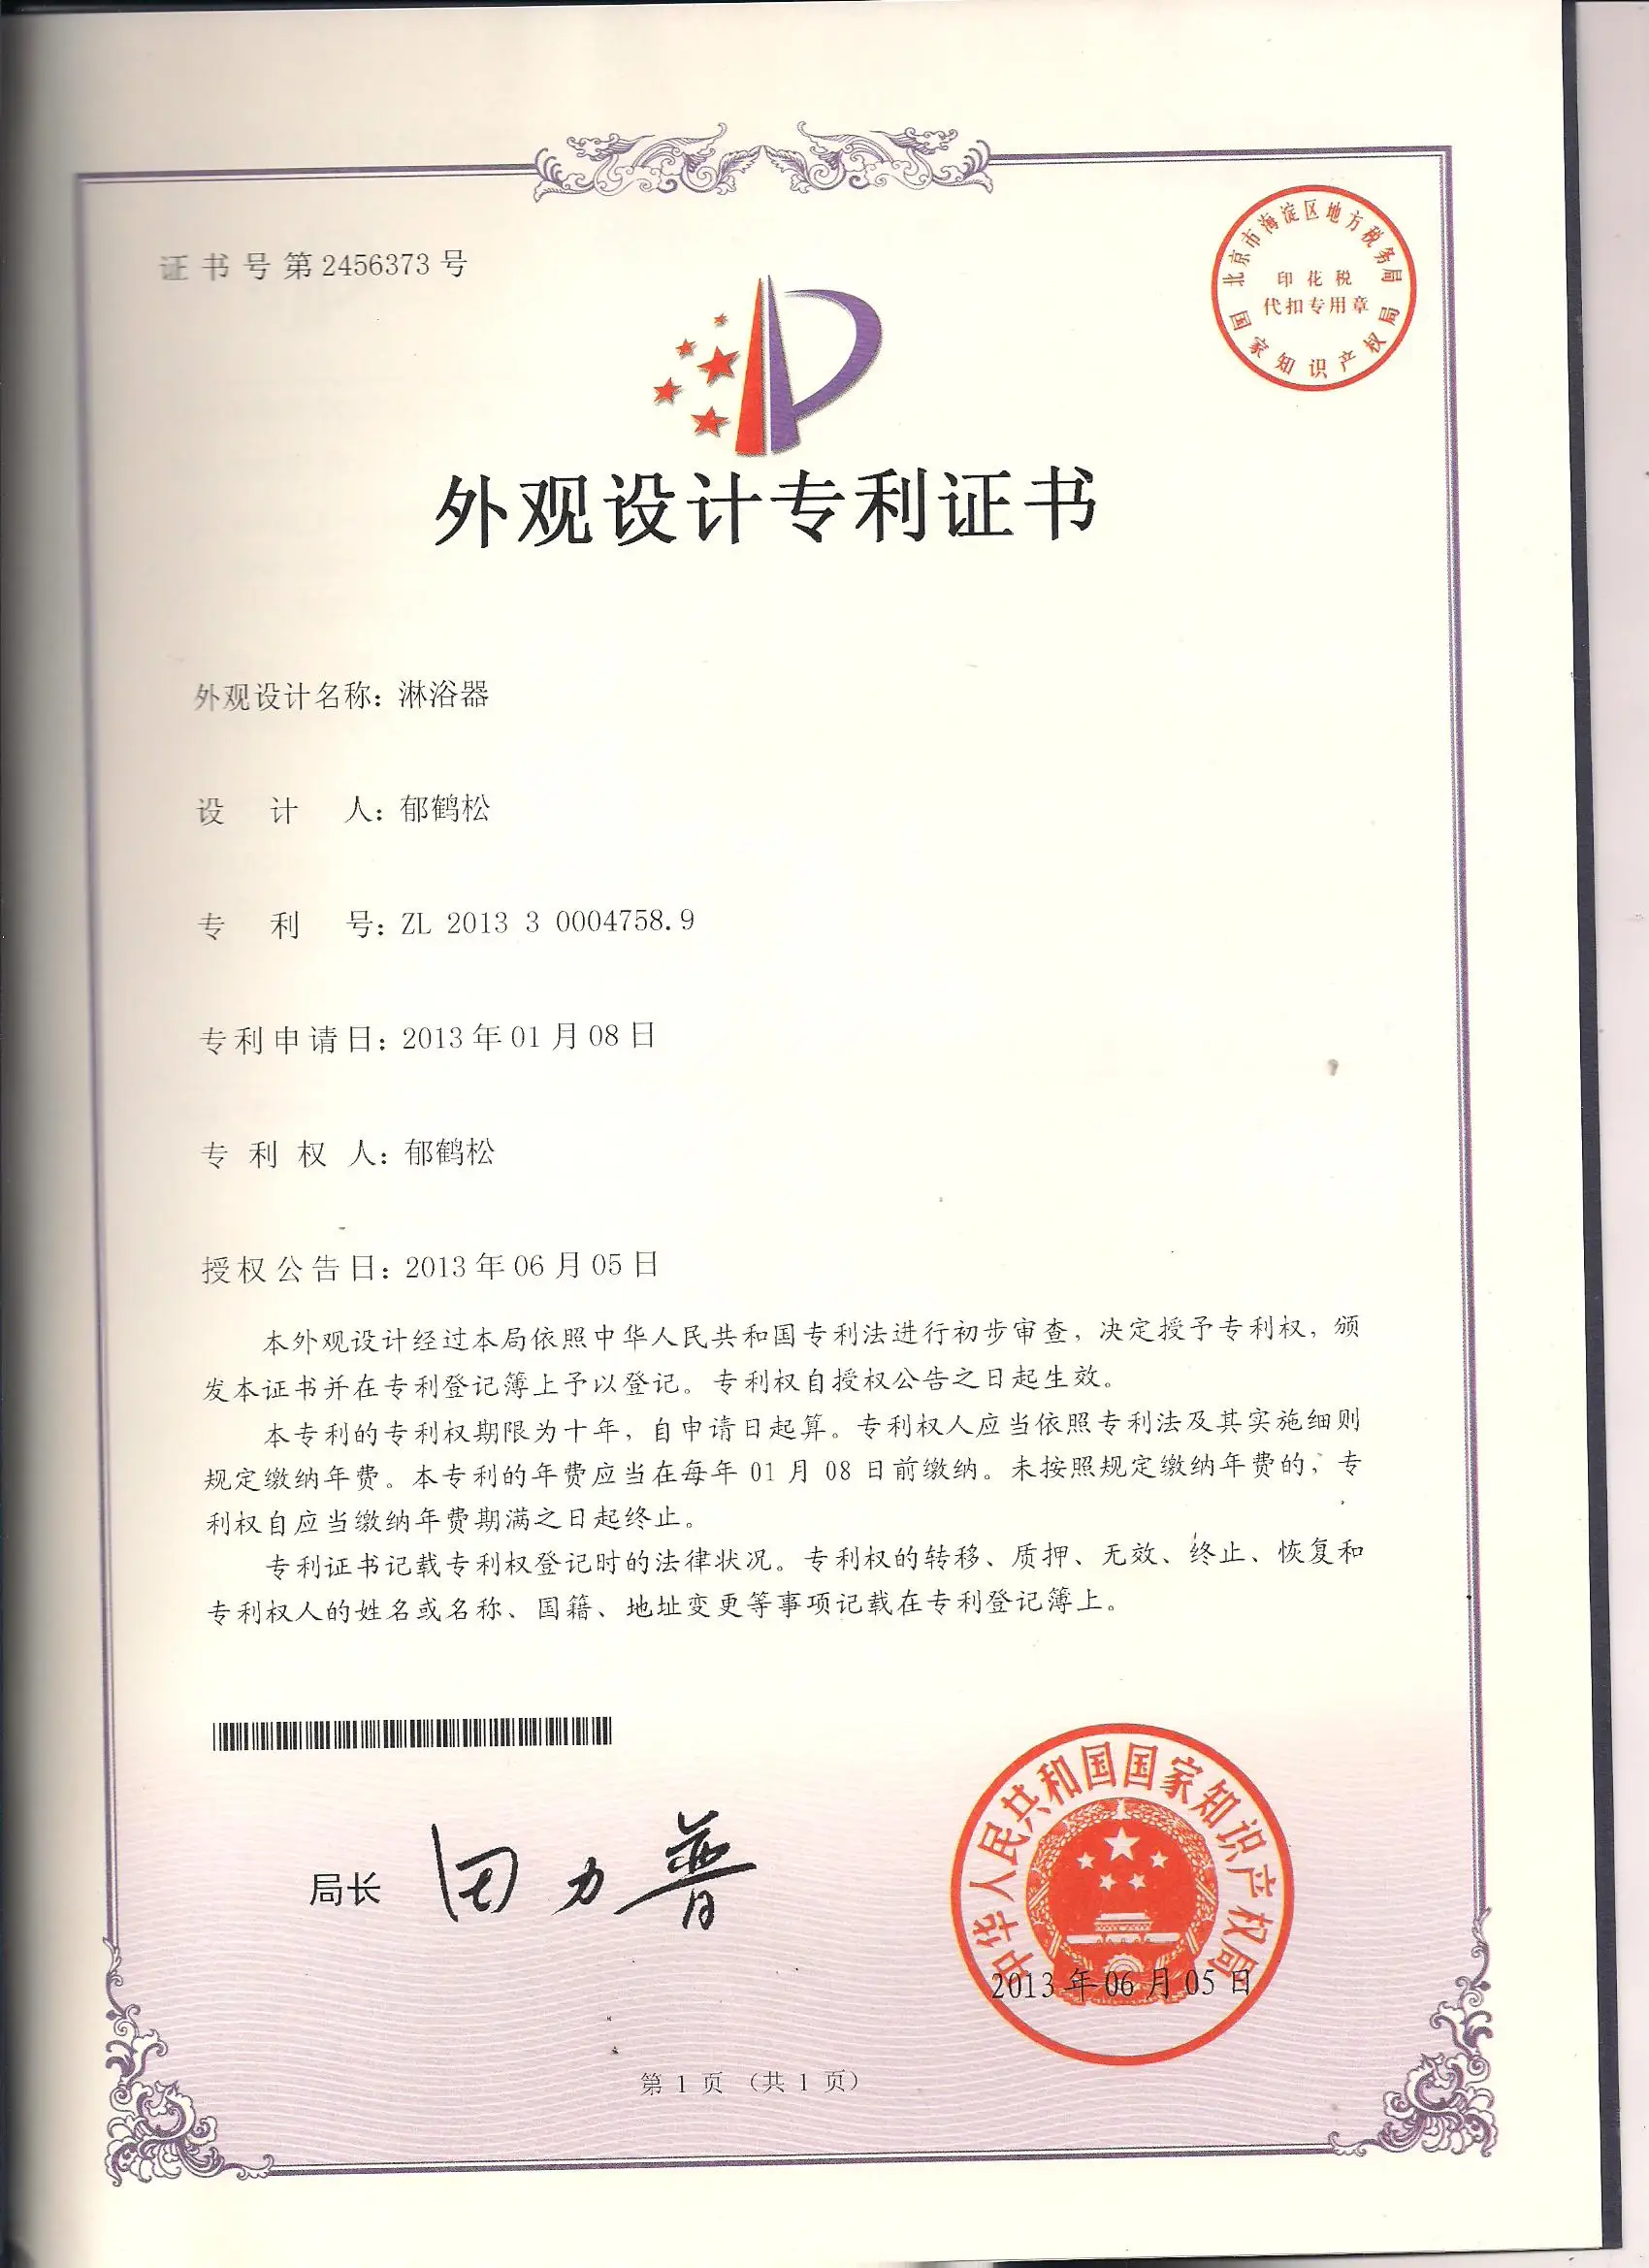 证书号第2456373号
北京市海淀区地方税务局
印花税
代扣专用章
国家知识产权局
外观设计专利证书
外观设计名称：淋浴器
设计人：郁鹤松
专利号：ZL 2013 3 0004758.9
专利申请日：2013年01月08日
专利权人：郁鹤松
授权公告日：2013年06月05日
本外观设计经过本局依照中华人民共和国专利法进行初步审查，决定授予专利权，颁
发本证书并在专利登记簿上予以登记。专利权自授权公告之日起生效。
本专利的专利权期限为十年，自申请日起算。专利权人应当依照专利法及其实施细则
规定缴纳年费。本专利的年费应当在每年 01 月 08 日前缴纳。未按照规定缴纳年费的，专
利权自应当缴纳年费期满之日起终止。
专利证书记载专利权登记时的法律状况。专利权的转移、质押、无效、终止、恢复和
专利权人的姓名或名称、国籍、地址变更等事项记载在专利登记簿上。
局长 田力普
中华人民共和国国家知识产权局
2013年06月05日
第 1 页 （共 1 页）